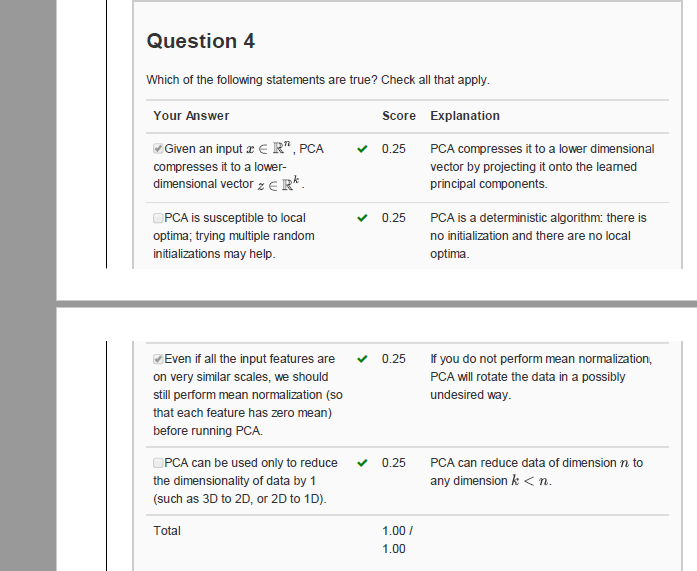 Question 4
Which of the following statements are true? Check all that apply.
Your Answer Score Explanation
Given an input x ∈ ℝⁿ, PCA
compresses it to a lower-
dimensional vector z ∈ ℝᵏ.
0.25
PCA compresses it to a lower dimensional
vector by projecting it onto the learned
principal components.
PCA is susceptible to local
optima; trying multiple random
initializations may help.
0.25
PCA is a deterministic algorithm: there is
no initialization and there are no local
optima.
Even if all the input features are
on very similar scales, we should
still perform mean normalization (so
that each feature has zero mean)
before running PCA.
0.25
If you do not perform mean normalization,
PCA will rotate the data in a possibly
undesired way.
PCA can be used only to reduce
the dimensionality of data by 1
(such as 3D to 2D, or 2D to 1D).
0.25
PCA can reduce data of dimension n to
any dimension k < n.
Total
1.00 /
1.00